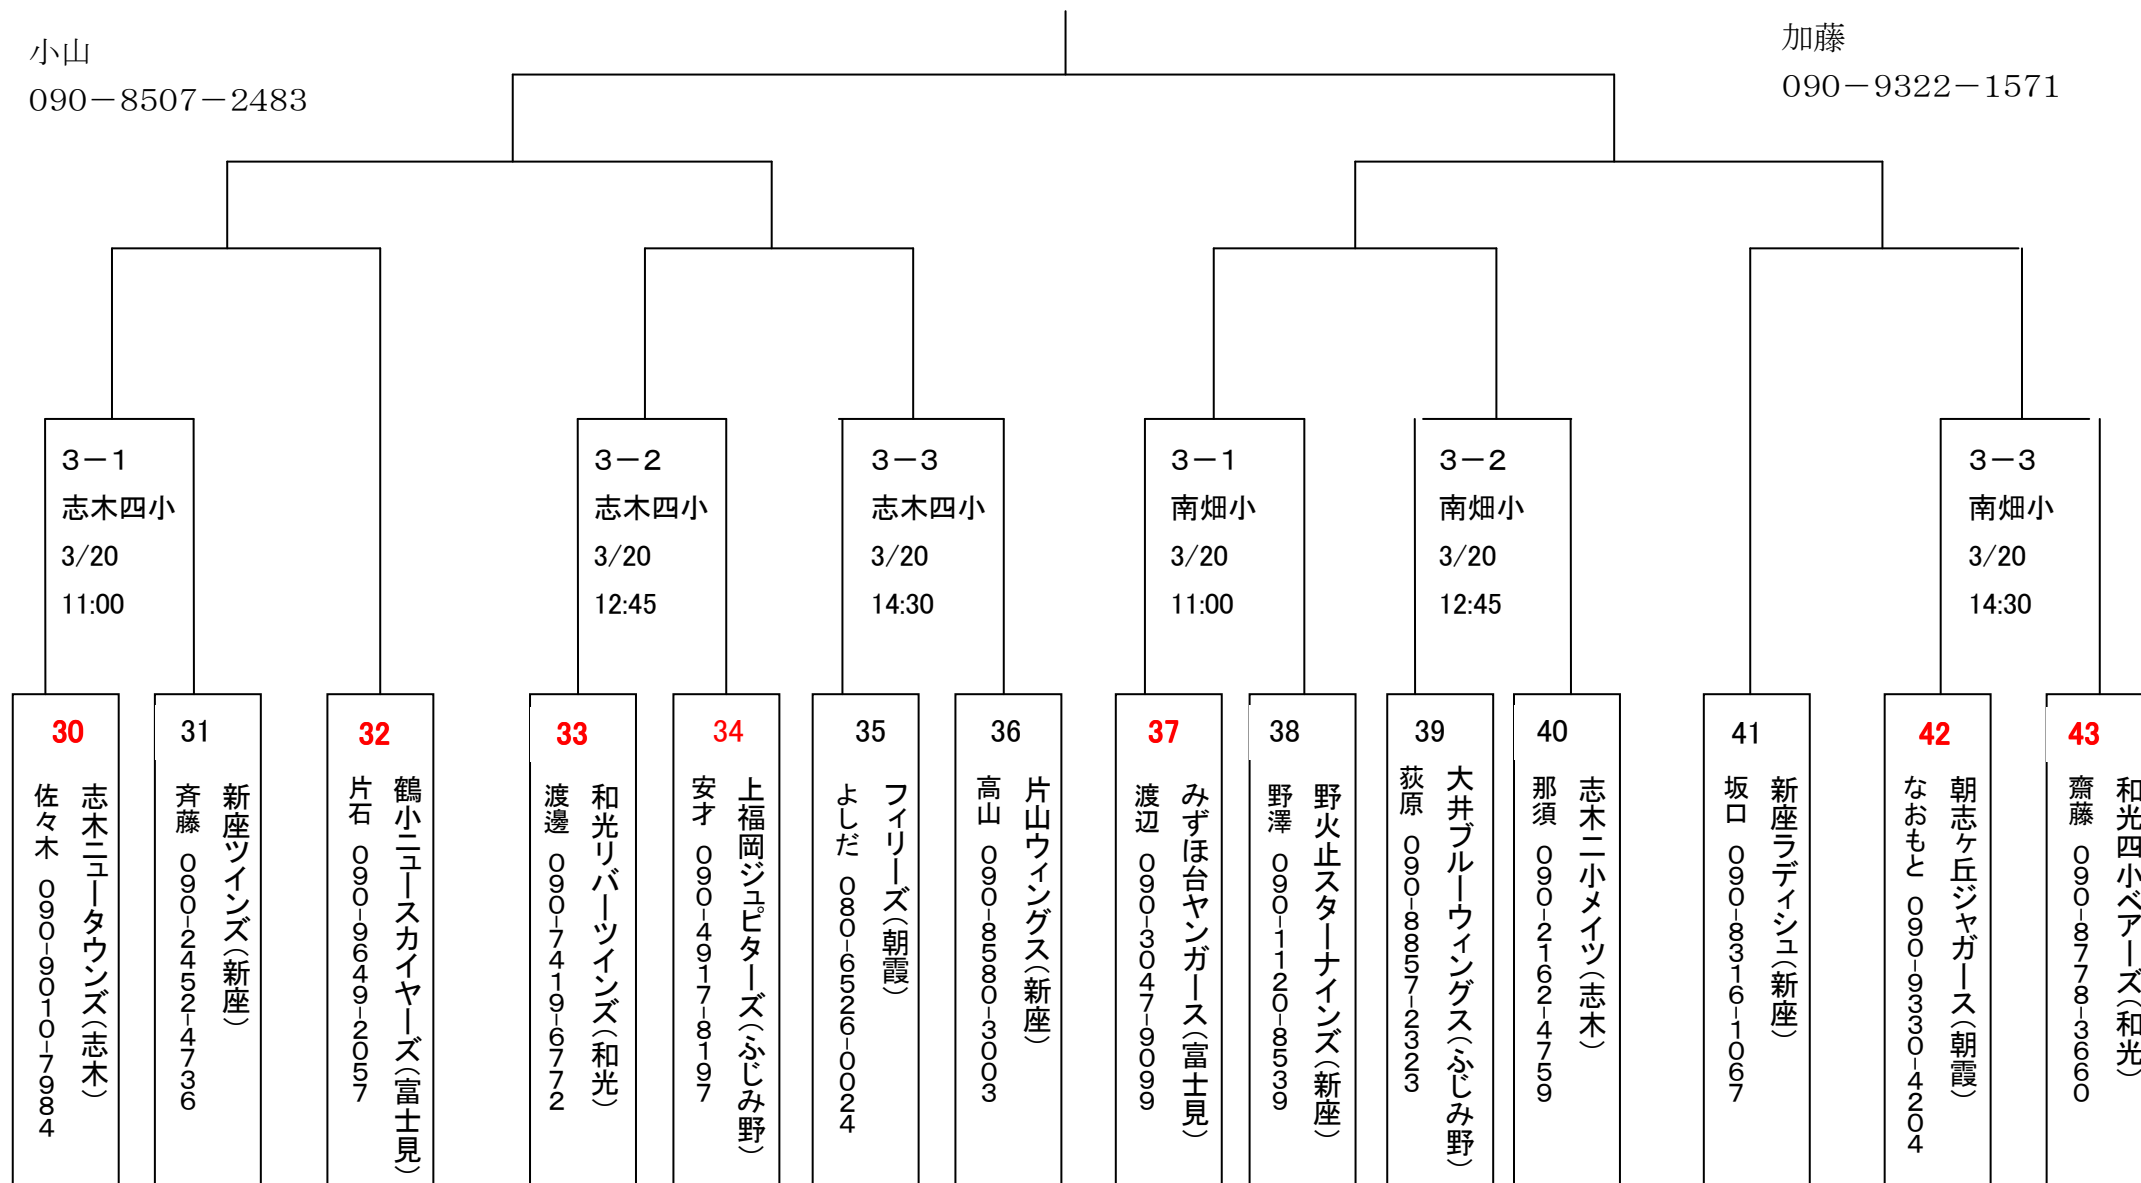 小山
090－8507－2483
加藤
090－9322－1571
3－1
志木四小
3/20
11:00
3－2
志木四小
3/20
12:45
3－3
志木四小
3/20
14:30
3－1
南畑小
3/20
11:00
3－2
南畑小
3/20
12:45
3－3
南畑小
3/20
14:30
30
志木ニュータウンズ（志木）
佐々木 090-9010-7984
31
新座ツインズ（新座）
斉藤 090-2452-4736
32
鶴小ニュースカイヤーズ（富士見）
片石 090-9649-2057
33
和光リバーツインズ（和光）
渡邊 090-7419-6772
34
上福岡ジュピターズ（ふじみ野）
安才 090-4917-8197
35
フィリーズ（朝霞）
よしだ 080-6526-0024
36
片山ウィングス（新座）
高山 090-8580-3003
37
みずほ台ヤンガース（富士見）
渡辺 090-3047-9099
38
野火止スターナインズ（新座）
野澤 090-1120-8539
39
大井ブルーウィングス（ふじみ野）
荻原 090-8857-2323
40
志木二小メイツ（志木）
那須 090-2162-4759
41
新座ラディシュ（新座）
坂口 090-8316-1067
42
朝志ヶ丘ジャガース（朝霞）
なおもと 090-9330-4204
43
和光四小ベアーズ（和光）
齋藤 090-8778-3660